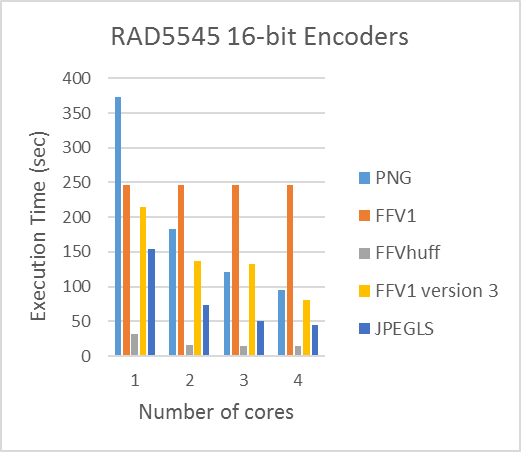 RAD5545 16-bit Encoders
400
350
300
250
200
150
100
50
0
Execution Time (sec)
1 2 3 4
Number of cores
PNG
FFV1
FFVhuff
FFV1 version 3
JPEGLS